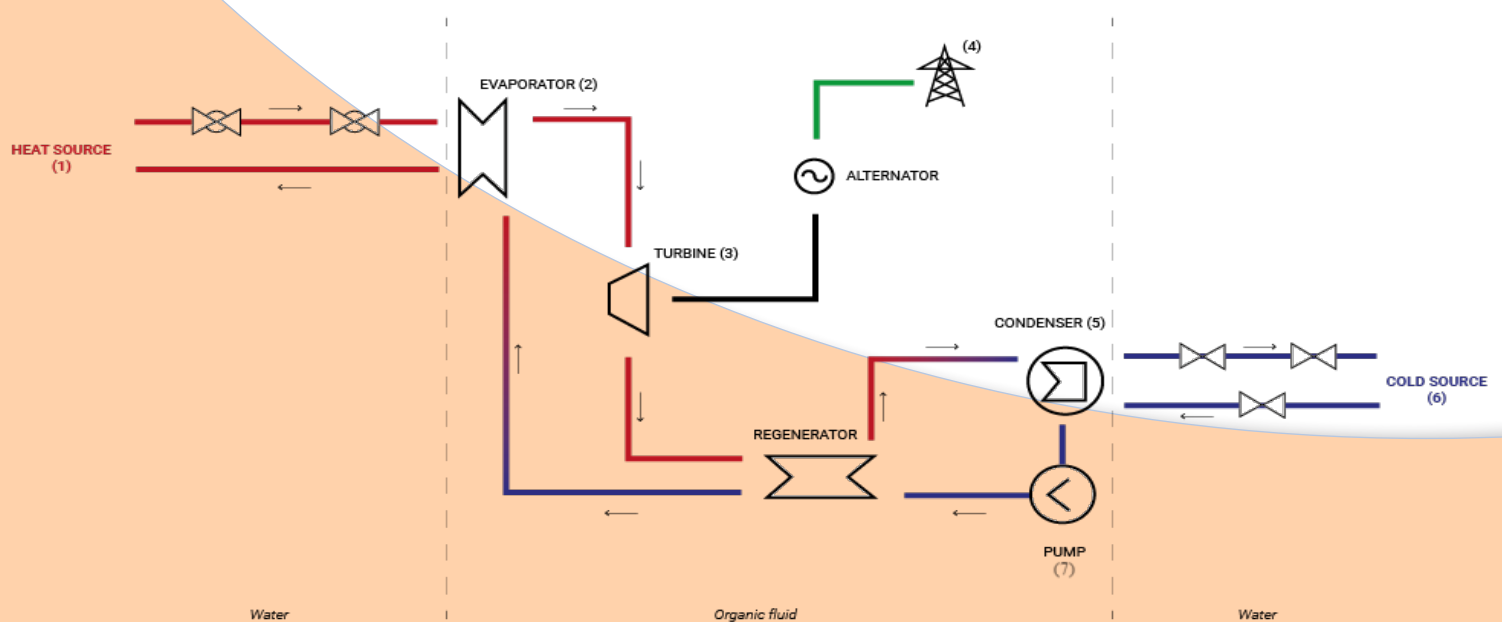 (4)
EVAPORATOR (2)
HEAT SOURCE
(1)
ALTERNATOR
TURBINE (3)
CONDENSER (5)
COLD SOURCE
(6)
REGENERATOR
PUMP
(7)
Water
Organic fluid
Water